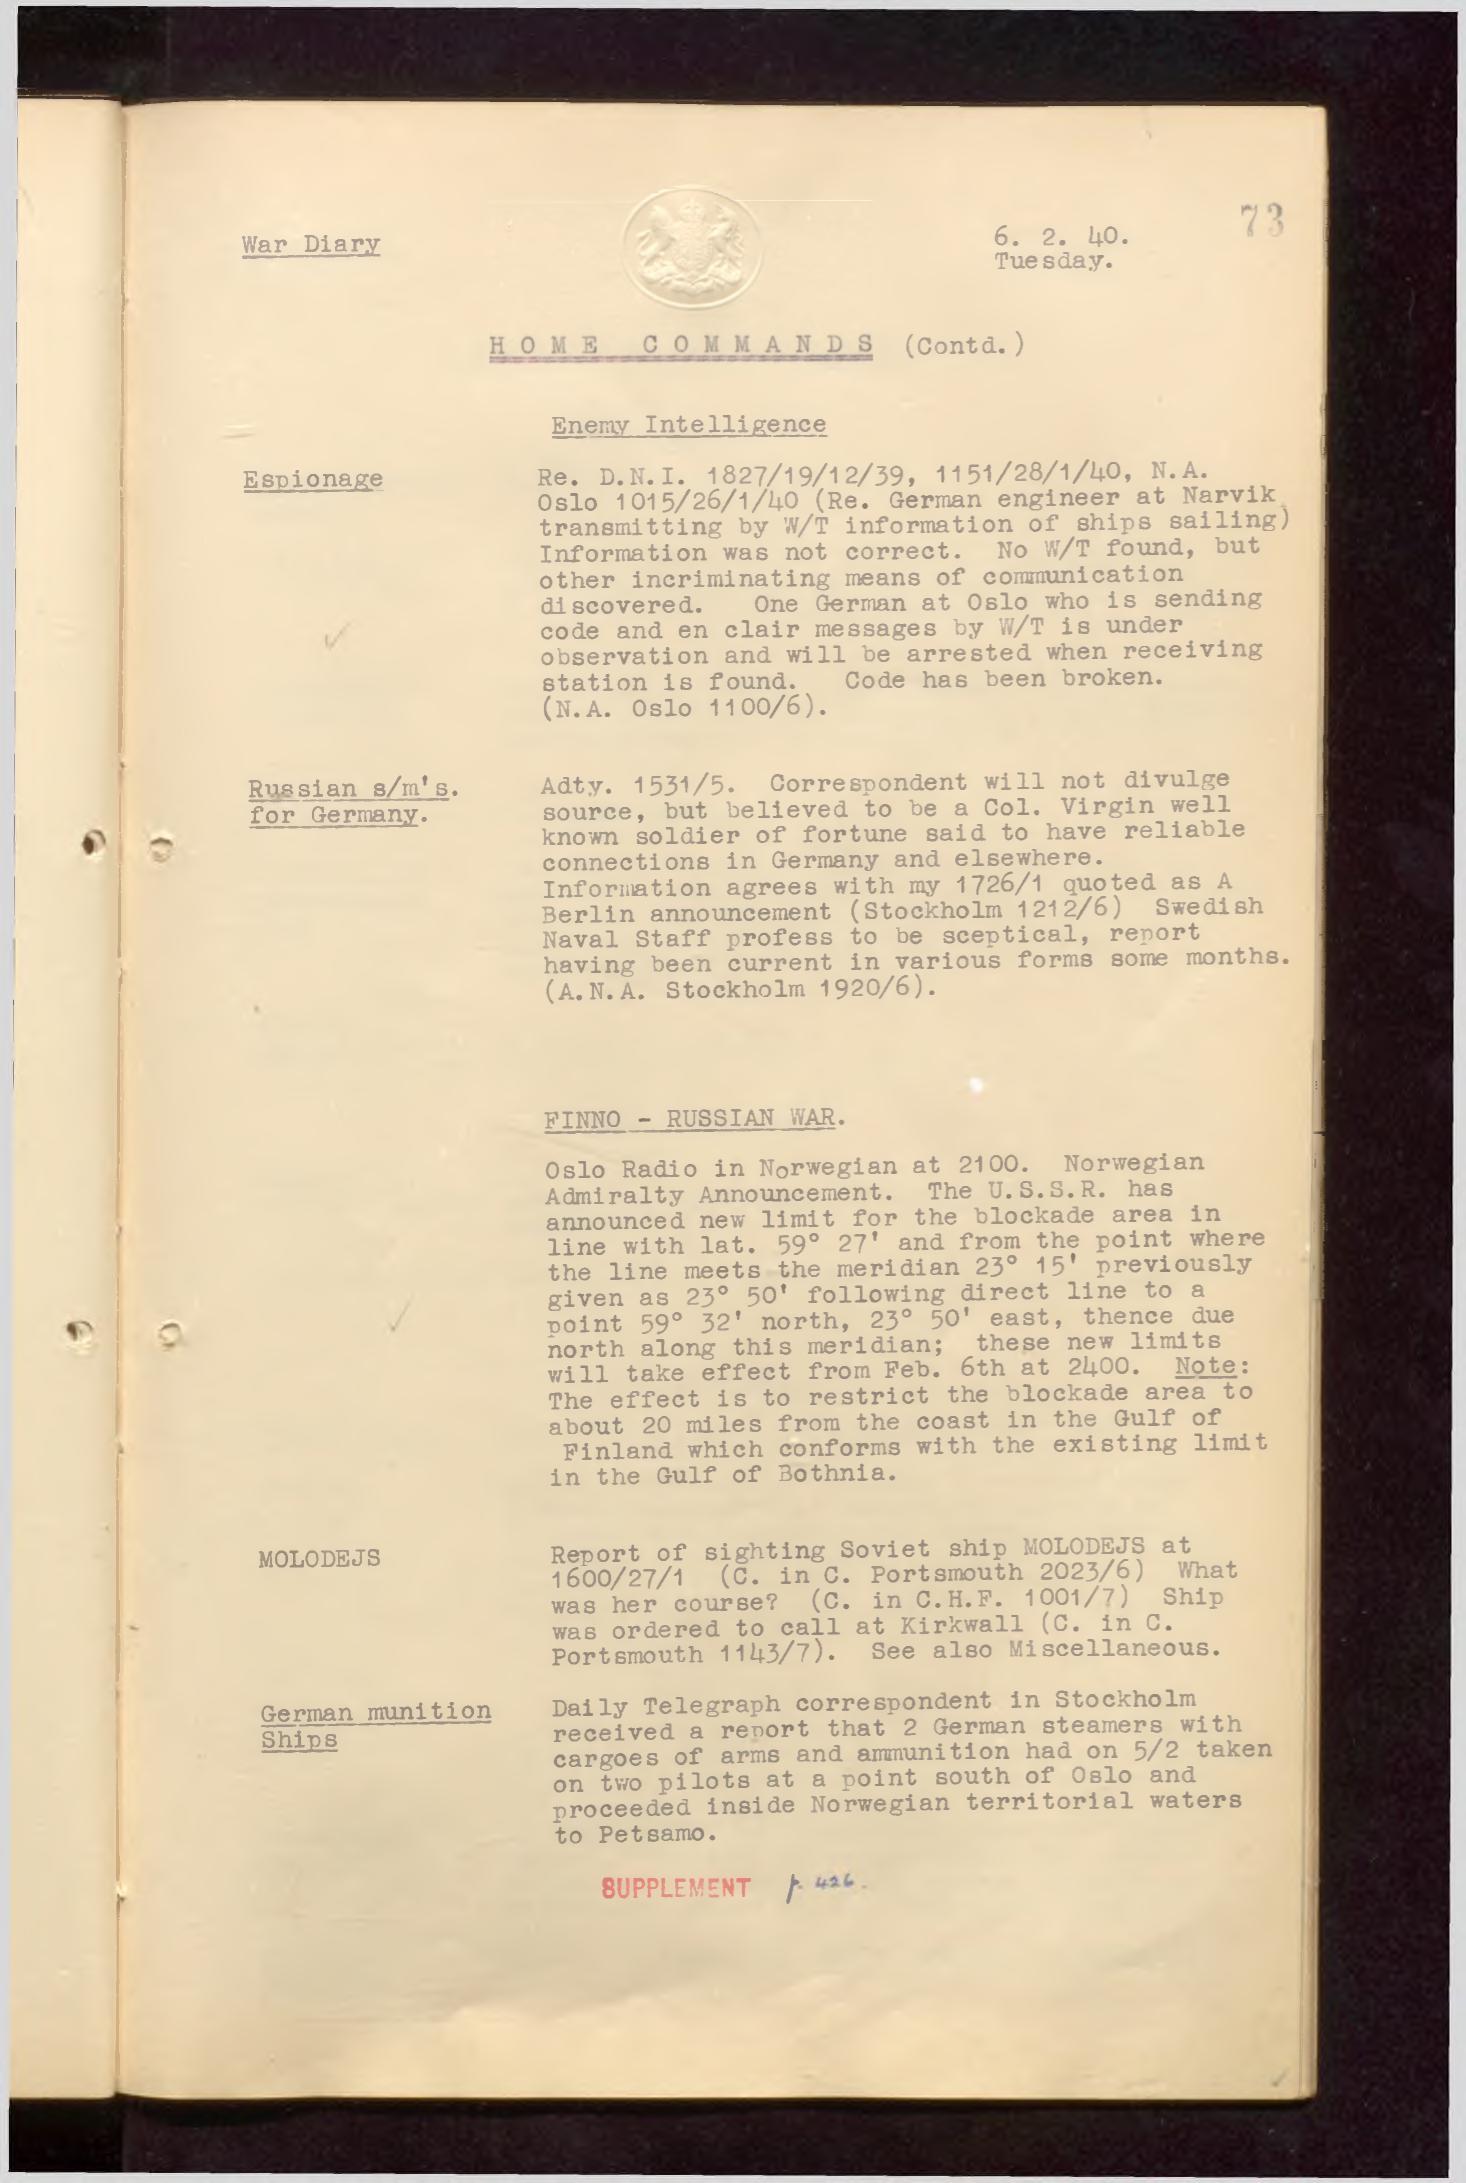 73
War Diary
6. 2. 40.
Tuesday.
HOME COMMANDS (Contd.)
Enemy Intelligence
Espionage
Re. D.N.I. 1827/19/12/39, 1151/28/1/40, N.A.
Oslo 1015/26/1/40 (Re. German engineer at Narvik
transmitting by W/T information of ships sailing)
Information was not correct. No W/T found, but
other incriminating means of communication
discovered. One German at Oslo who is sending
code and en clair messages by W/T is under
observation and will be arrested when receiving
station is found. Code has been broken.
(N.A. Oslo 1100/6).
Russian s/m's.
for Germany.
Adty. 1531/5. Correspondent will not divulge
source, but believed to be a Col. Virgin well
known soldier of fortune said to have reliable
connections in Germany and elsewhere.
Information agrees with my 1726/1 quoted as A
Berlin announcement (Stockholm 1212/6) Swedish
Naval Staff profess to be sceptical, report
having been current in various forms some months.
(A.N.A. Stockholm 1920/6).
FINNO - RUSSIAN WAR.
Oslo Radio in Norwegian at 2100. Norwegian
Admiralty Announcement. The U.S.S.R. has
announced new limit for the blockade area in
line with lat. 59° 27' and from the point where
the line meets the meridian 23° 15' previously
given as 23° 50' following direct line to a
point 59° 32' north, 23° 50' east, thence due
north along this meridian; these new limits
will take effect from Feb. 6th at 2400. Note:
The effect is to restrict the blockade area to
about 20 miles from the coast in the Gulf of
Finland which conforms with the existing limit
in the Gulf of Bothnia.
MOLODEJS
Report of sighting Soviet ship MOLODEJS at
1600/27/1 (C. in C. Portsmouth 2023/6) What
was her course? (C. in C.H.F. 1001/7) Ship
was ordered to call at Kirkwall (C. in C.
Portsmouth 1143/7). See also Miscellaneous.
German munition
Ships
Daily Telegraph correspondent in Stockholm
received a report that 2 German steamers with
cargoes of arms and ammunition had on 5/2 taken
on two pilots at a point south of Oslo and
proceeded inside Norwegian territorial waters
to Petsamo.
SUPPLEMENT p. 426.